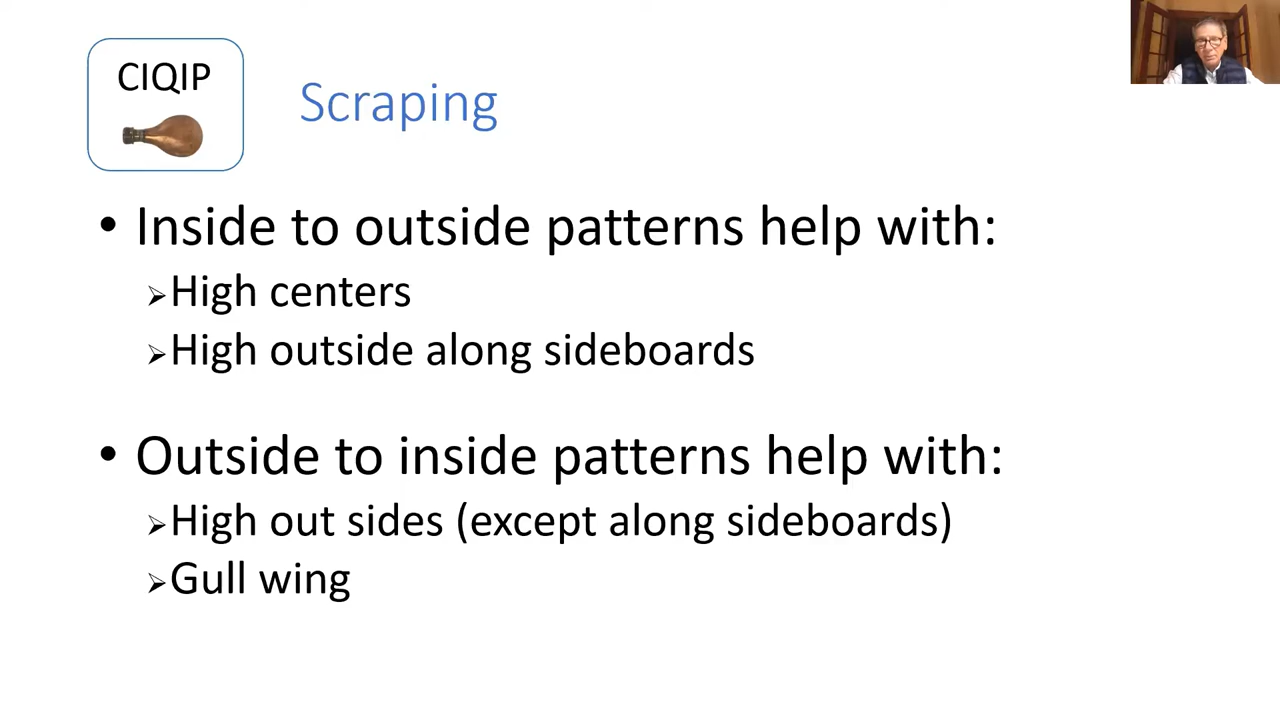 CIQIP
Scraping
• Inside to outside patterns help with:
➢High centers
➢High outside along sideboards
• Outside to inside patterns help with:
➢High out sides (except along sideboards)
➢Gull wing